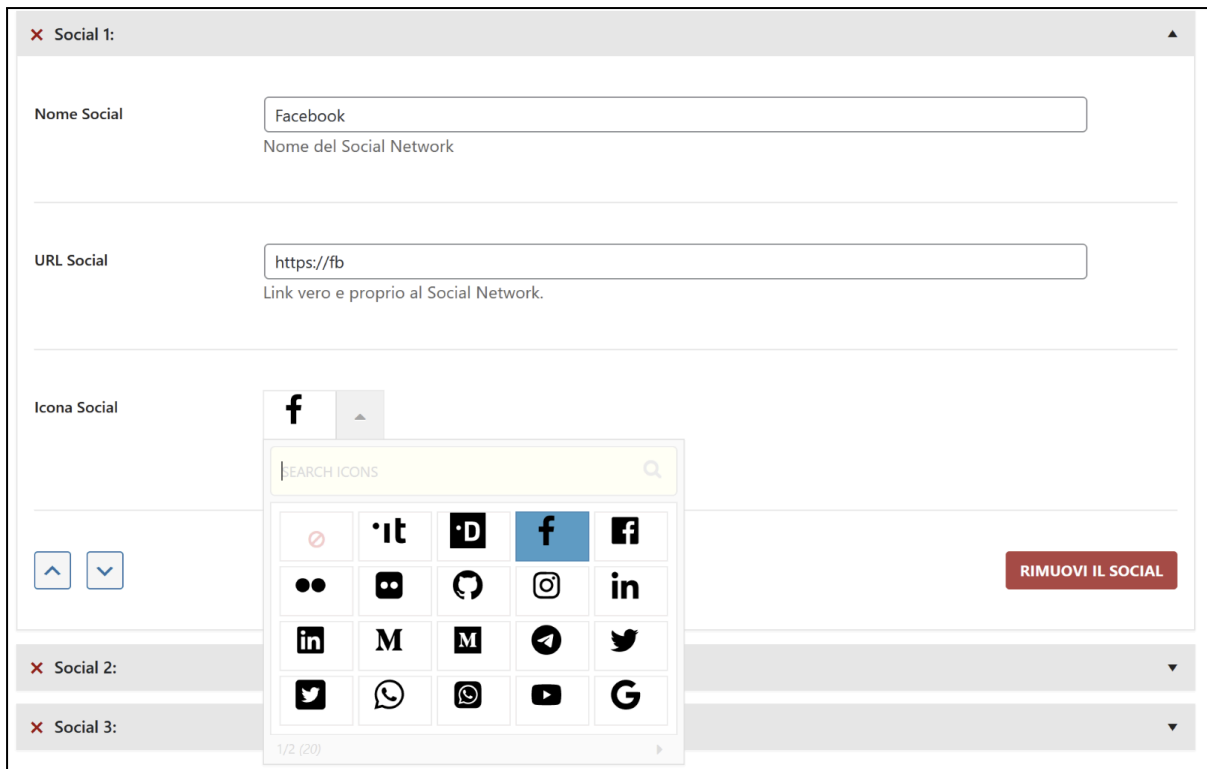 Social 1:
Nome Social
Facebook
Nome del Social Network
URL Social
https://fb
Link vero e proprio al Social Network.
Icona Social
SEARCH ICONS
RIMUOVI IL SOCIAL
Social 2:
Social 3:
1/2 (20)